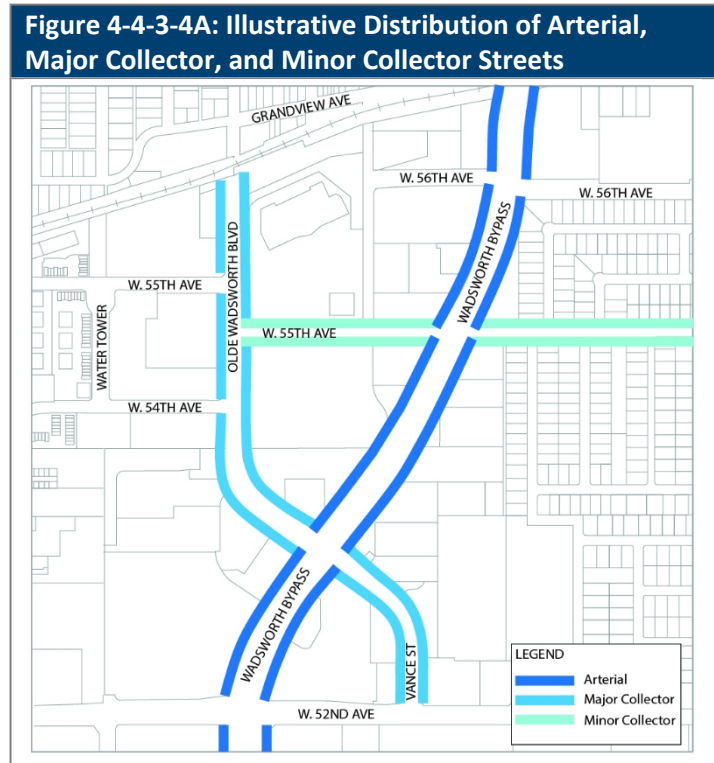 Figure 4-4-3-4A: Illustrative Distribution of Arterial,
Major Collector, and Minor Collector Streets
GRANDVIEW AVE
W. 56TH AVE
W. 56TH AVE
WADSWORTH BYPASS
OLDE WADSWORTH BLVD
W. 55TH AVE
W. 55TH AVE
WATER TOWER
W. 54TH AVE
WADSWORTH BYPASS
VANCE ST
W. 52ND AVE
LEGEND
Arterial
Major Collector
Minor Collector